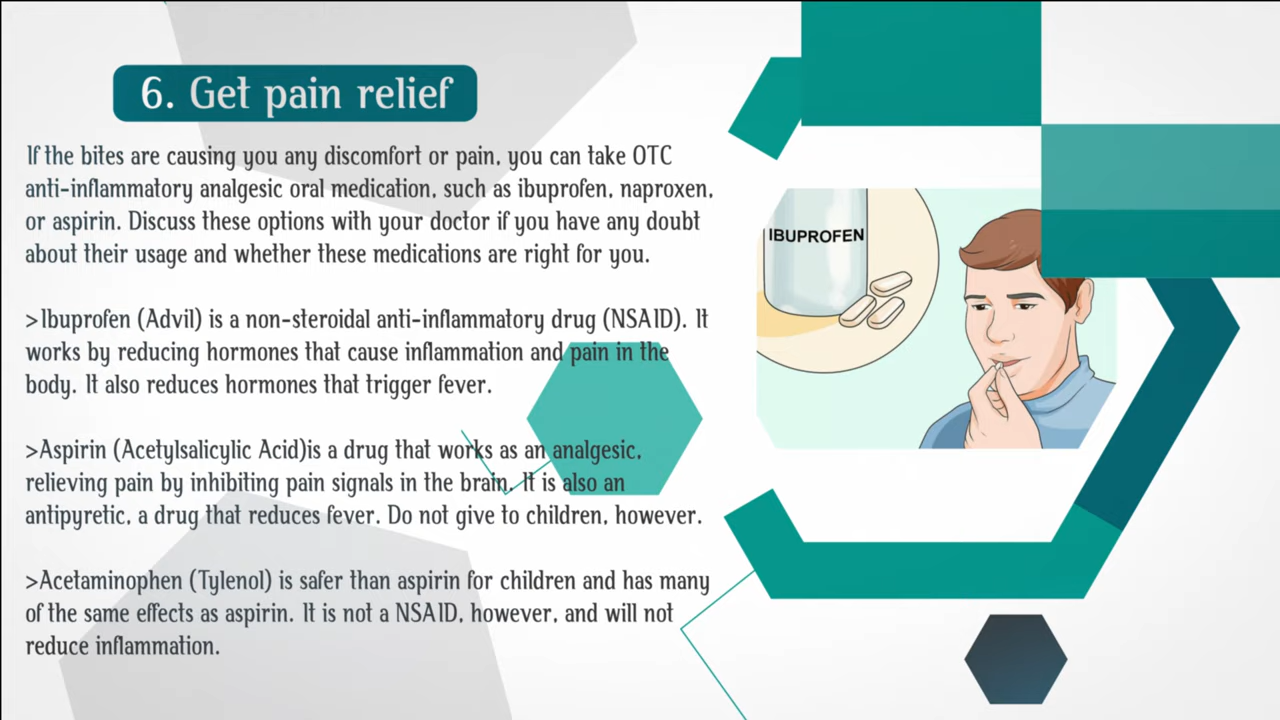 6. Get pain relief
If the bites are causing you any discomfort or pain, you can take OTC
anti-inflammatory analgesic oral medication, such as ibuprofen, naproxen,
or aspirin. Discuss these options with your doctor if you have any doubt
about their usage and whether these medications are right for you.
>Ibuprofen (Advil) is a non-steroidal anti-inflammatory drug (NSAID). It
works by reducing hormones that cause inflammation and pain in the
body. It also reduces hormones that trigger fever.
>Aspirin (Acetylsalicylic Acid)is a drug that works as an analgesic,
relieving pain by inhibiting pain signals in the brain. It is also an
antipyretic, a drug that reduces fever. Do not give to children, however.
>Acetaminophen (Tylenol) is safer than aspirin for children and has many
of the same effects as aspirin. It is not a NSAID, however, and will not
reduce inflammation.
IBUPROFEN